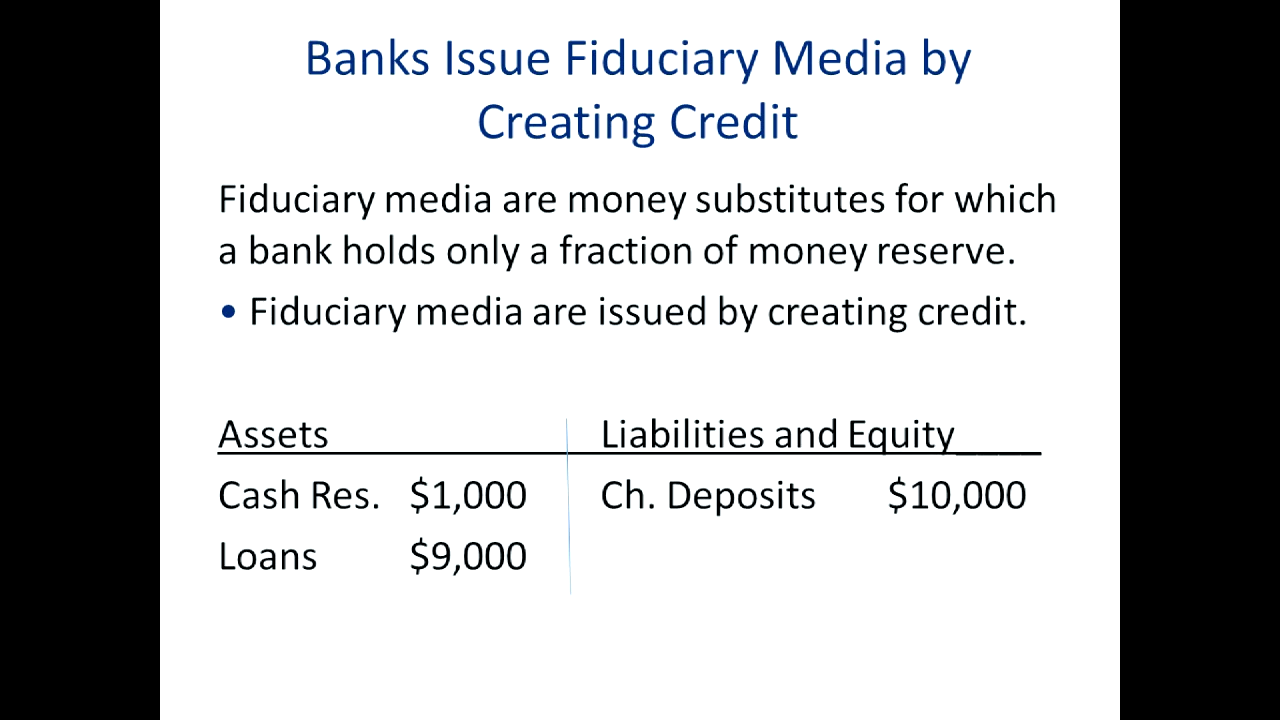 Banks Issue Fiduciary Media by
Creating Credit
Fiduciary media are money substitutes for which
a bank holds only a fraction of money reserve.
• Fiduciary media are issued by creating credit.
Assets Liabilities and Equity
Cash Res. $1,000 Ch. Deposits $10,000
Loans $9,000